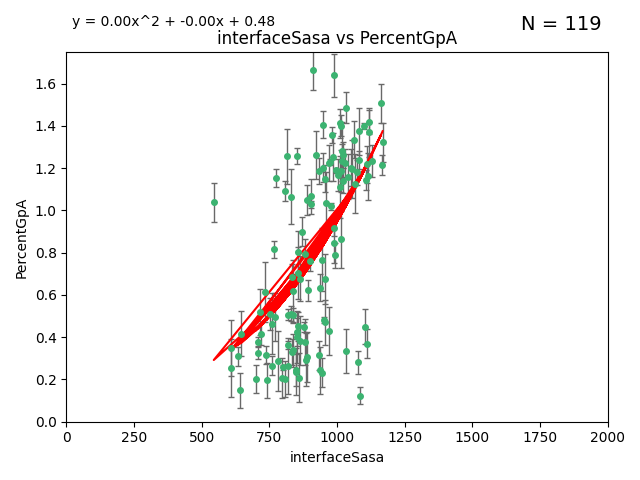 y = 0.00x^2 + -0.00x + 0.48
N = 119
interfaceSasa vs PercentGpA
PercentGpA
1.6
1.4
1.2
1.0
0.8
0.6
0.4
0.2
0.0
0 250 500 750 1000 1250 1500 1750 2000
interfaceSasa